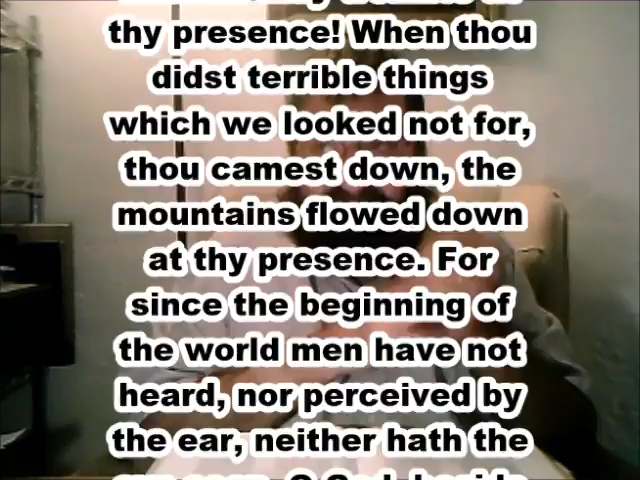 thy presence! When thou
didst terrible things
which we looked not for,
thou camest down, the
mountains flowed down
at thy presence. For
since the beginning of
the world men have not
heard, nor perceived by
the ear, neither hath the